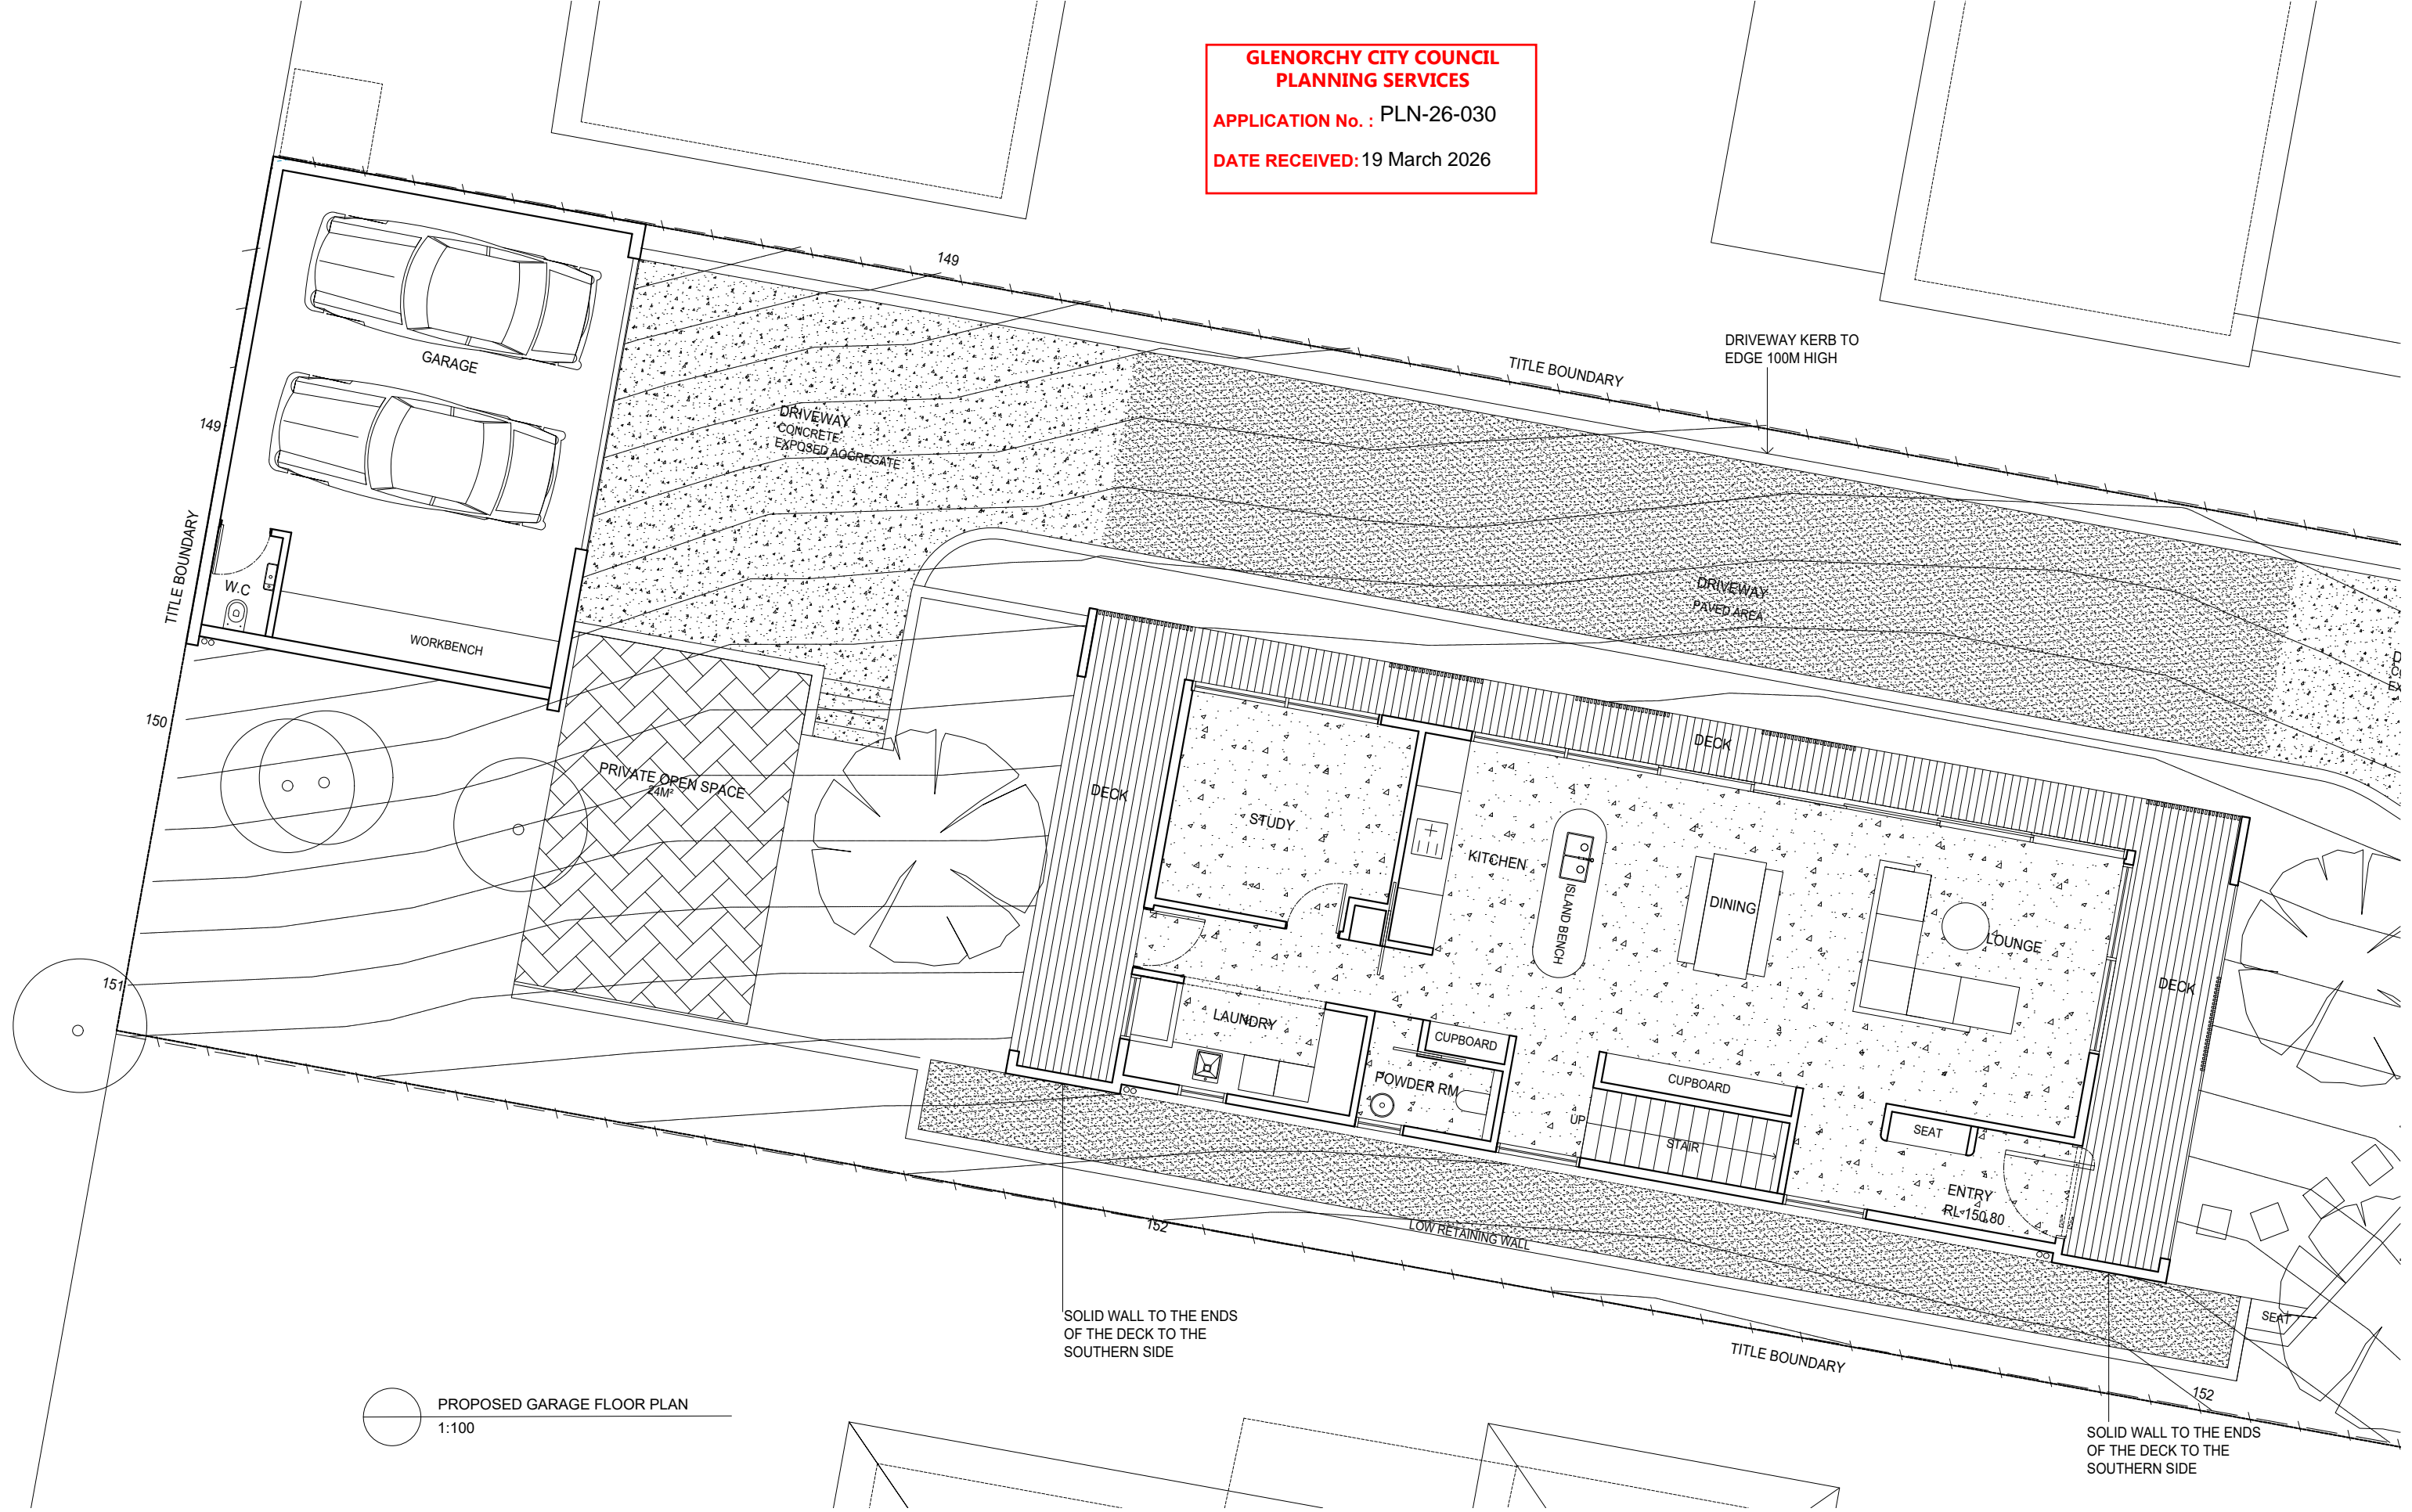 GLENORCHY CITY COUNCIL
PLANNING SERVICES
APPLICATION No. : PLN-26-030
DATE RECEIVED: 19 March 2026
149
TITLE BOUNDARY
DRIVEWAY KERB TO
EDGE 100M HIGH
GARAGE
149
DRIVEWAY
CONCRETE
EXPOSED AGGREGATE
TITLE BOUNDARY
W.C
WORKBENCH
DRIVEWAY
PAVED AREA
150
PRIVATE OPEN SPACE
24M²
DECK
DECK
STUDY
KITCHEN
ISLAND BENCH
DINING
LOUNGE
DECK
151
LAUNDRY
CUPBOARD
POWDER RM
CUPBOARD
UP
STAIR
SEAT
ENTRY
RL-150.80
152
LOW RETAINING WALL
SEAT
SOLID WALL TO THE ENDS
OF THE DECK TO THE
SOUTHERN SIDE
TITLE BOUNDARY
152
PROPOSED GARAGE FLOOR PLAN
1:100
SOLID WALL TO THE ENDS
OF THE DECK TO THE
SOUTHERN SIDE